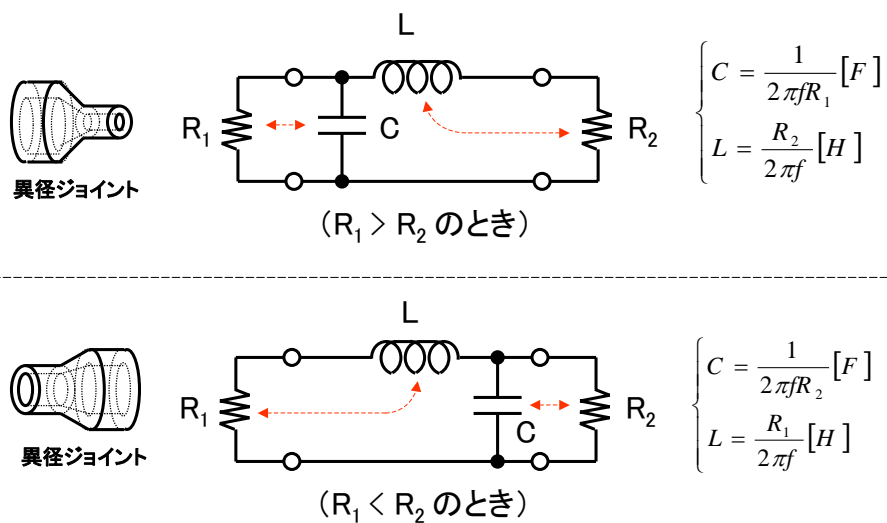 L
R₁
C
R₂
異径ジョイント
(R₁ > R₂ のとき)
C = 1 / 2πfR₁ [F]
L = R₂ / 2πf [H]
L
R₁
C
R₂
異径ジョイント
(R₁ < R₂ のとき)
C = 1 / 2πfR₂ [F]
L = R₁ / 2πf [H]